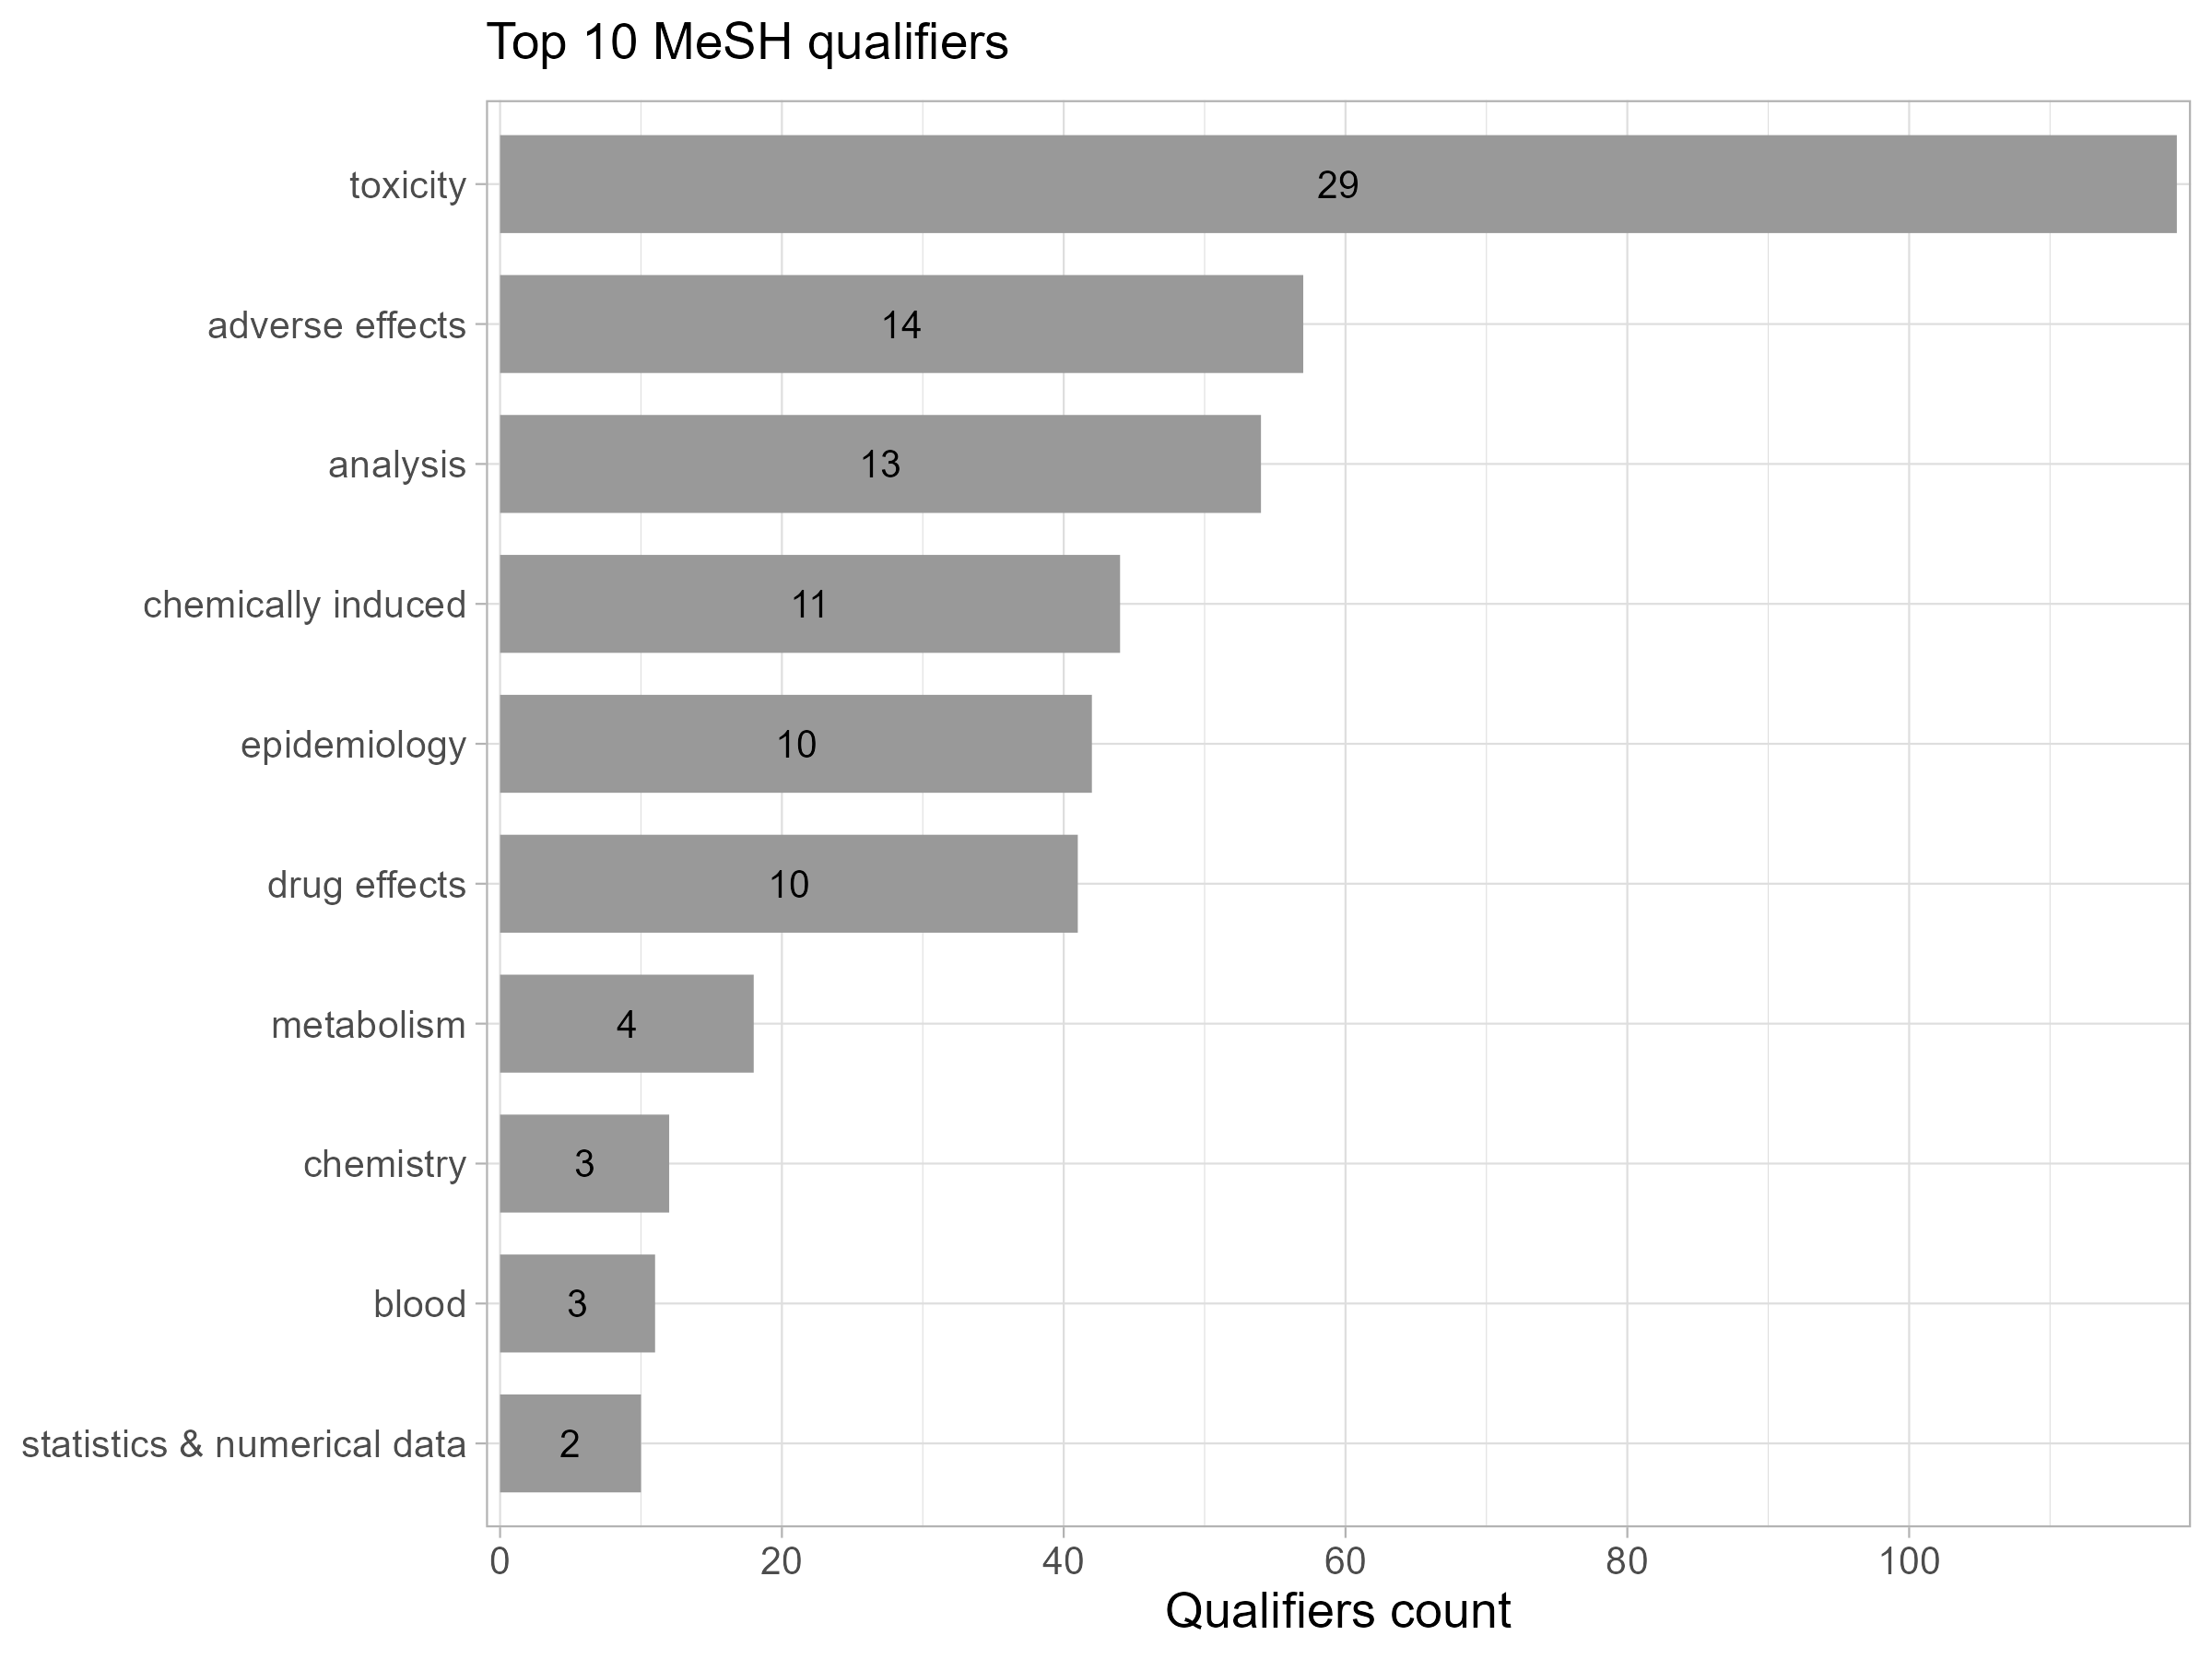 Top 10 MeSH qualifiers
toxicity
29
adverse effects
14
analysis
13
chemically induced
11
epidemiology
10
drug effects
10
metabolism
4
chemistry
3
blood
3
statistics & numerical data
2
0 20 40 60 80 100
Qualifiers count